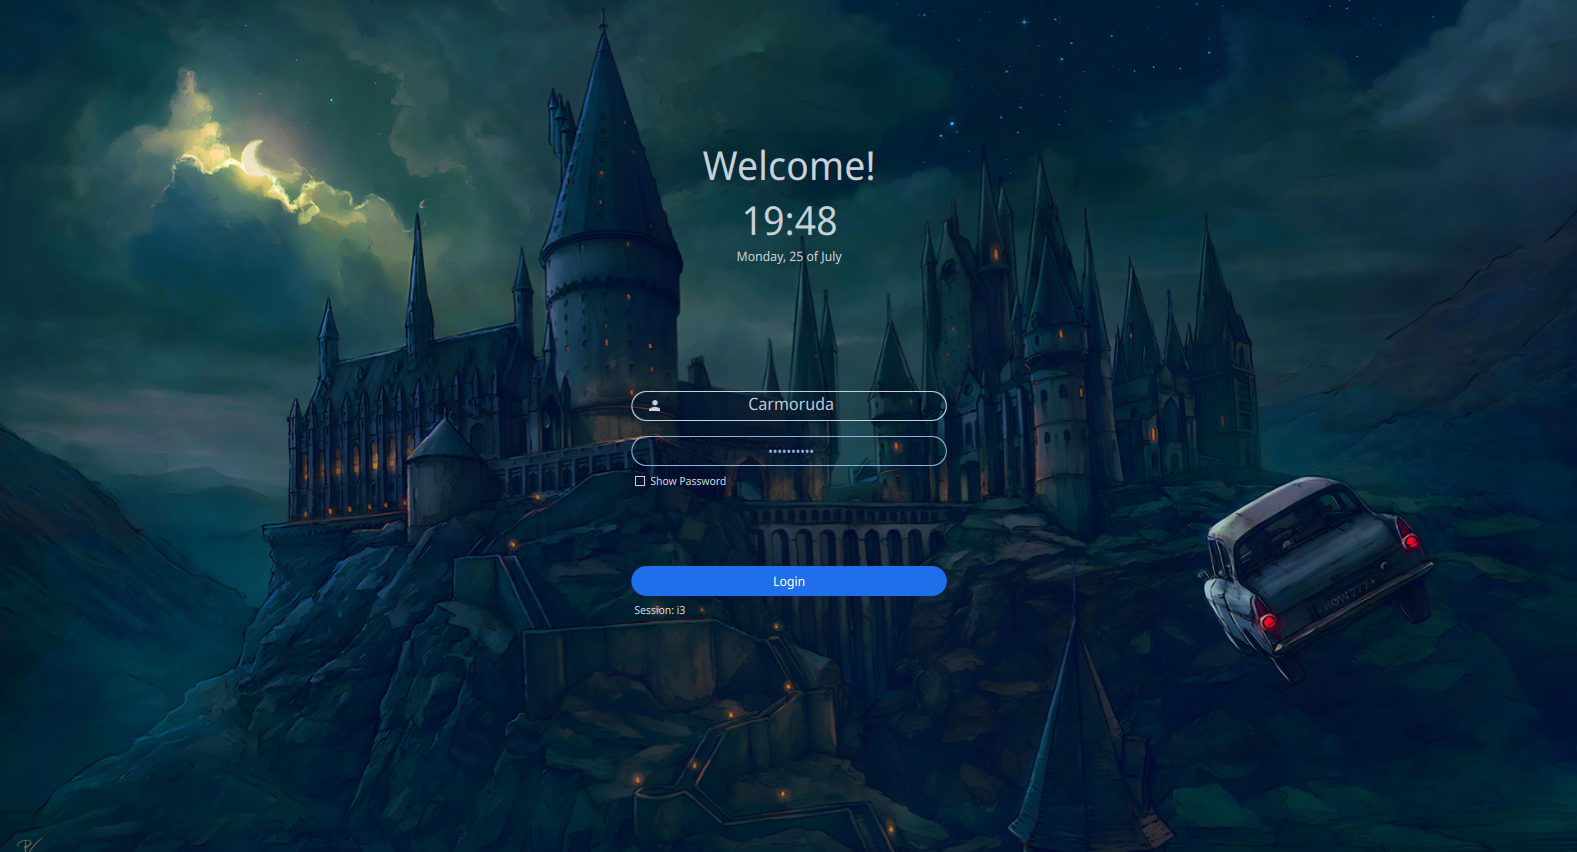 Welcome!
19:48
Monday, 25 of July
Carmoruda
••••••••••
Show Password
Login
Session: i3